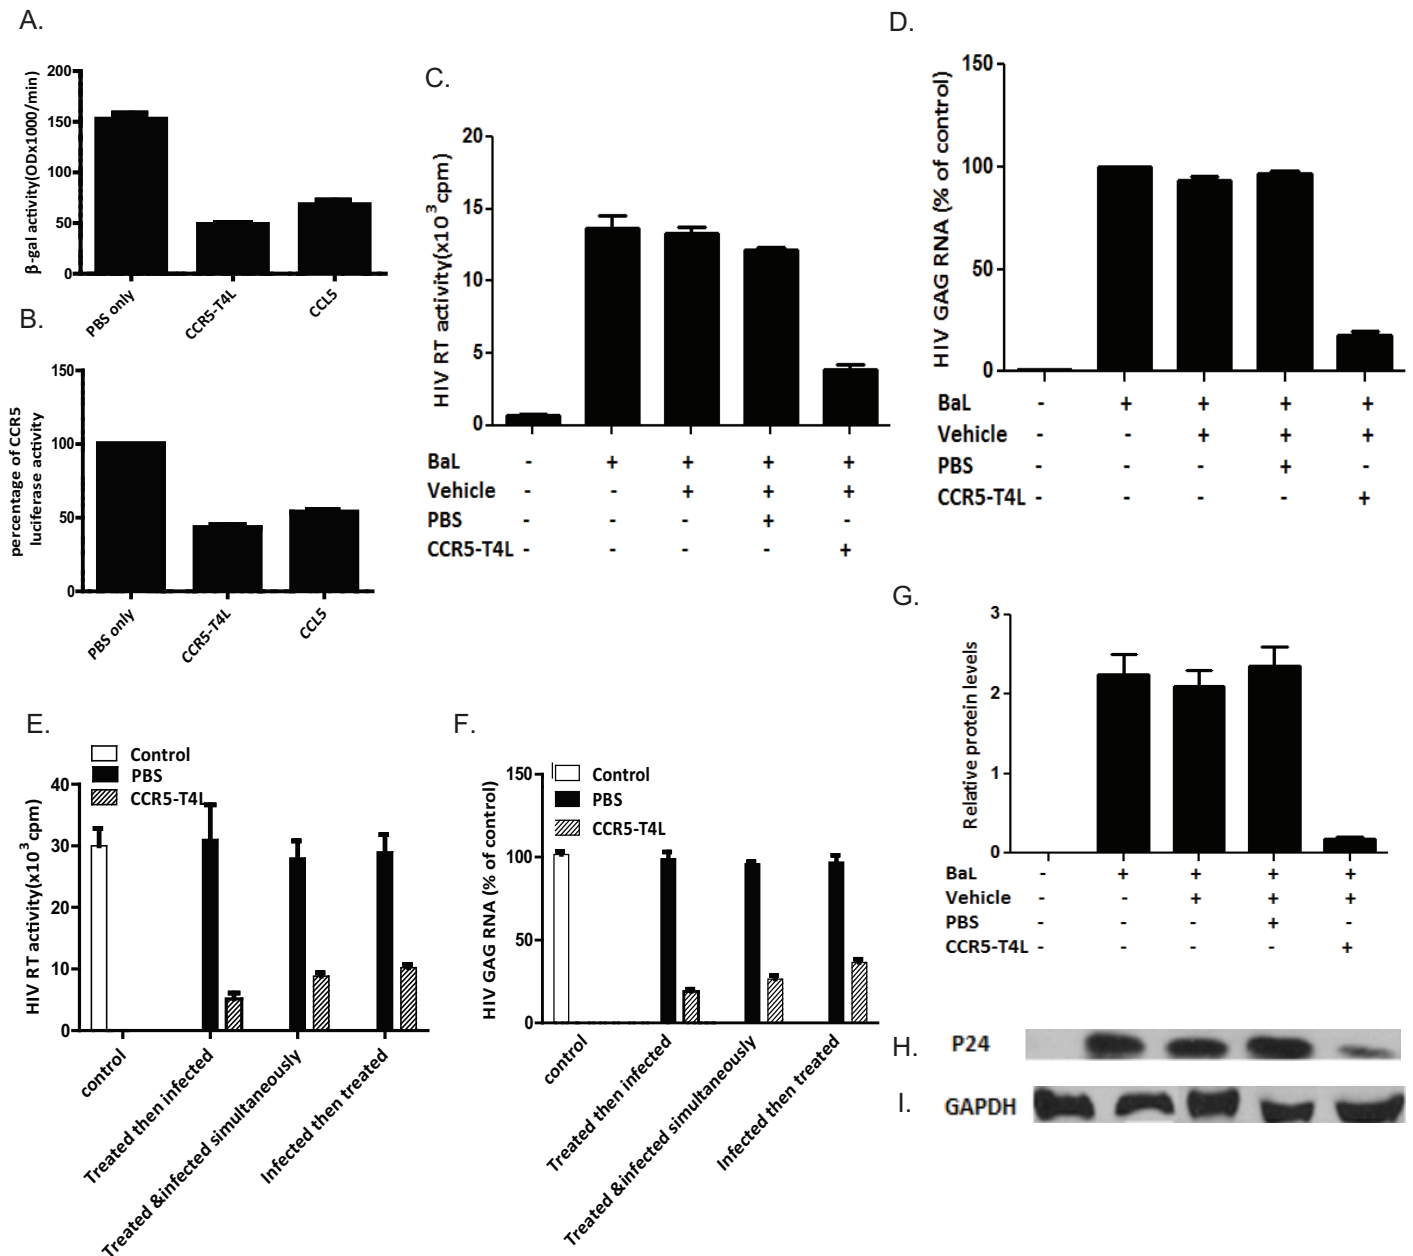 A.
β-gal activity(ODx1000/min)
200
150
100
50
0
PBS only
CCR5-T4L
CCL5
B.
percentage of CCR5
luciferase activity
150
100
50
0
PBS only
CCR5-T4L
CCL5
C.
HIV RT activity(x10³cpm)
20
15
10
5
0
BaL - + + + +
Vehicle - - + + +
PBS - - - + -
CCR5-T4L - - - - +
D.
HIV GAG RNA (% of control)
150
100
50
0
BaL - + + + +
Vehicle - - + + +
PBS - - - + -
CCR5-T4L - - - - +
E.
Control
PBS
CCR5-T4L
HIV RT activity(x10³cpm)
40
30
20
10
0
control
Treated then infected
Treated &infected simultaneously
Infected then treated
F.
Control
PBS
CCR5-T4L
HIV GAG RNA (% of control)
150
100
50
0
control
Treated then infected
Treated &infected simultaneously
Infected then treated
G.
Relative protein levels
3
2
1
0
BaL - + + + +
Vehicle - - + + +
PBS - - - + -
CCR5-T4L - - - - +
H. P24
I. GAPDH